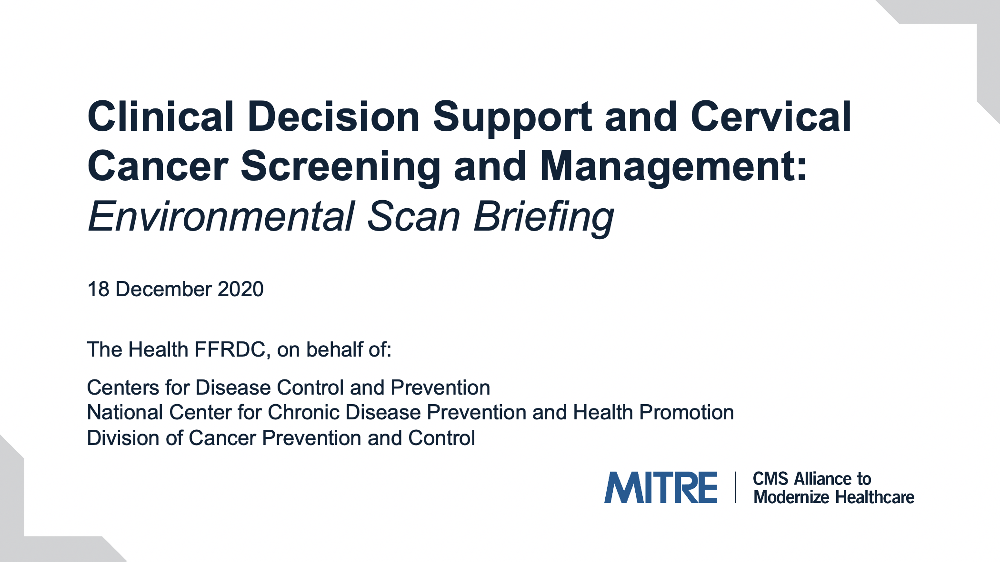 Clinical Decision Support and Cervical
Cancer Screening and Management:
Environmental Scan Briefing
18 December 2020
The Health FFRDC, on behalf of:
Centers for Disease Control and Prevention
National Center for Chronic Disease Prevention and Health Promotion
Division of Cancer Prevention and Control
MITRE
CMS Alliance to
Modernize Healthcare